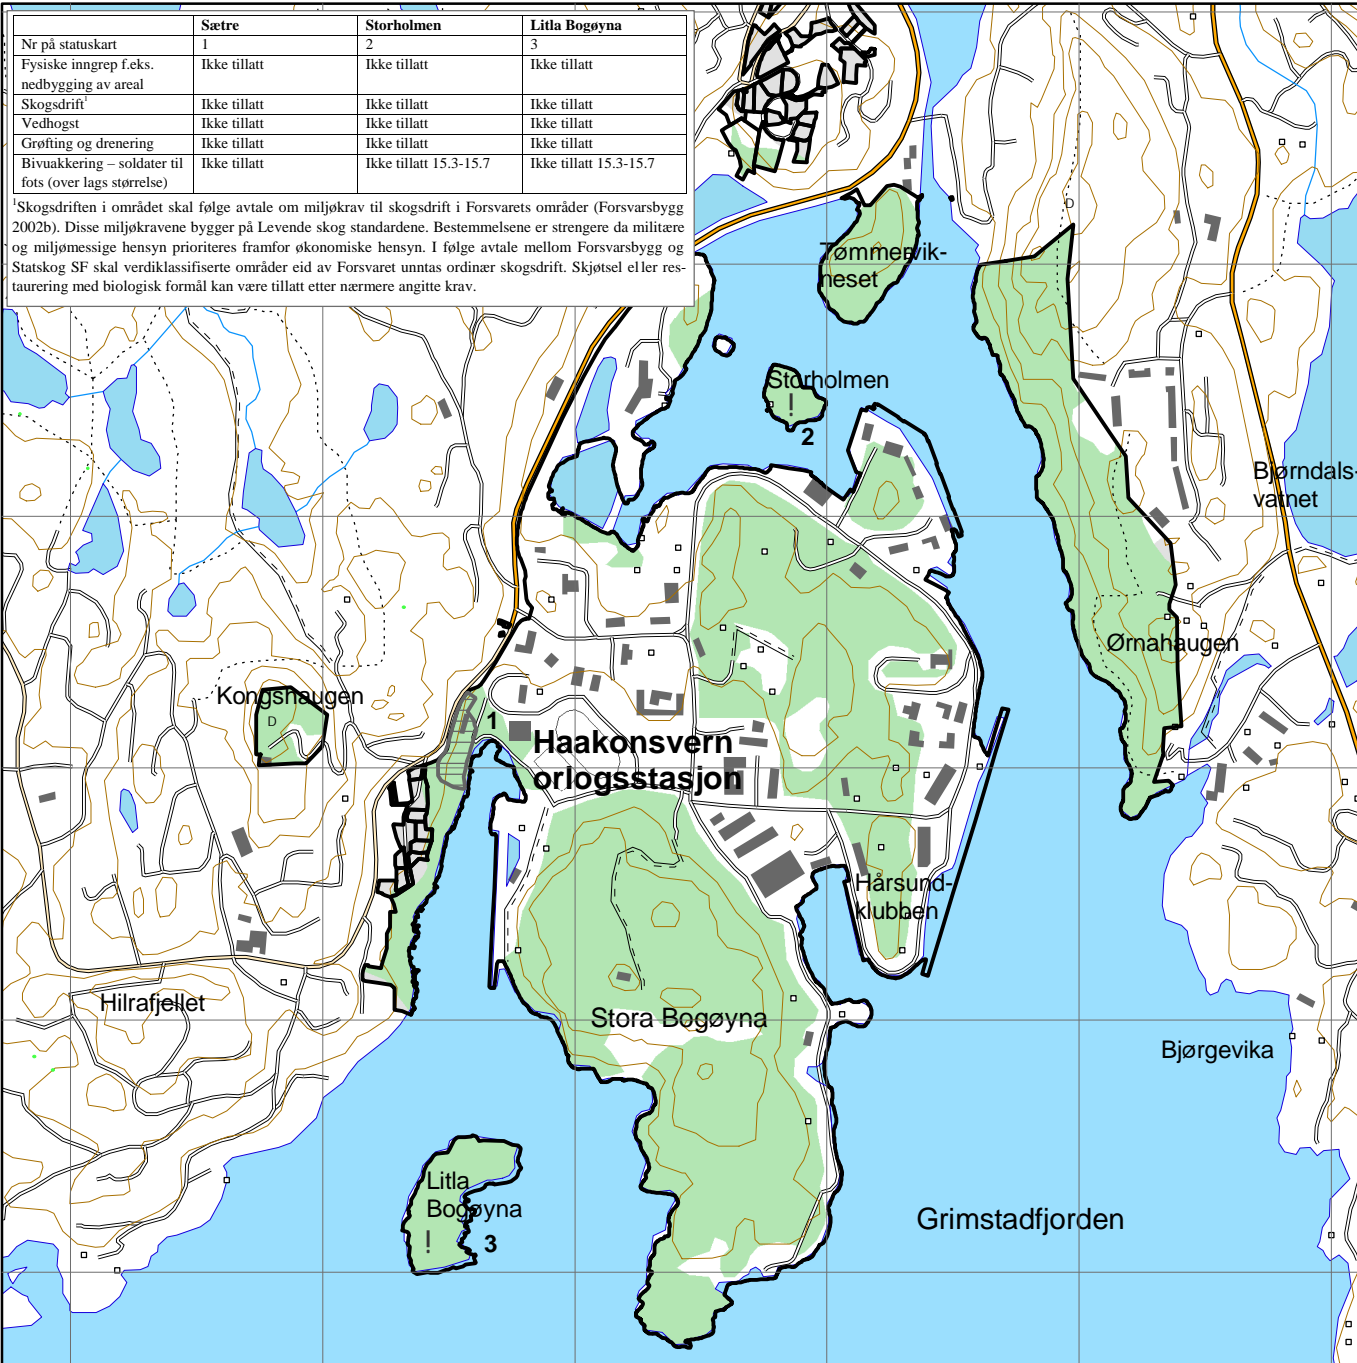 Sætre Storholmen Litla Bogøyna
Nr på statuskart 1 2 3
Fysiske inngrep f.eks. Ikke tillatt Ikke tillatt Ikke tillatt
nedbygging av areal
Skogsdrift1 Ikke tillatt Ikke tillatt Ikke tillatt
Vedhogst Ikke tillatt Ikke tillatt Ikke tillatt
Grøfting og drenering Ikke tillatt Ikke tillatt Ikke tillatt
Bivuakkering – soldater til Ikke tillatt Ikke tillatt 15.3-15.7 Ikke tillatt 15.3-15.7
fots (over lags størrelse)
1Skogsdriften i området skal følge avtale om miljøkrav til skogsdrift i Forsvarets områder (Forsvarsbygg
2002b). Disse miljøkravene bygger på Levende skog standardene. Bestemmelsene er strengere da militære
og miljømessige hensyn prioriteres framfor økonomiske hensyn. I følge avtale mellom Forsvarsbygg og
Statskog SF skal verdiklassifiserte områder eid av Forsvaret unntas ordinær skogsdrift. Skjøtsel eller res-
taurering med biologisk formål kan være tillatt etter nærmere angitte krav.
D
Tømmervik-
neset
Storholmen
!
2
Bjørndals-
vatnet
Ørnahaugen
Kongshaugen
D
1
Haakonsvern
orlogsstasjon
Hårsund-
klubben
Hilrafjellet
Stora Bogøyna
Bjørgevika
Litla
Bogøyna
!
3
Grimstadfjorden